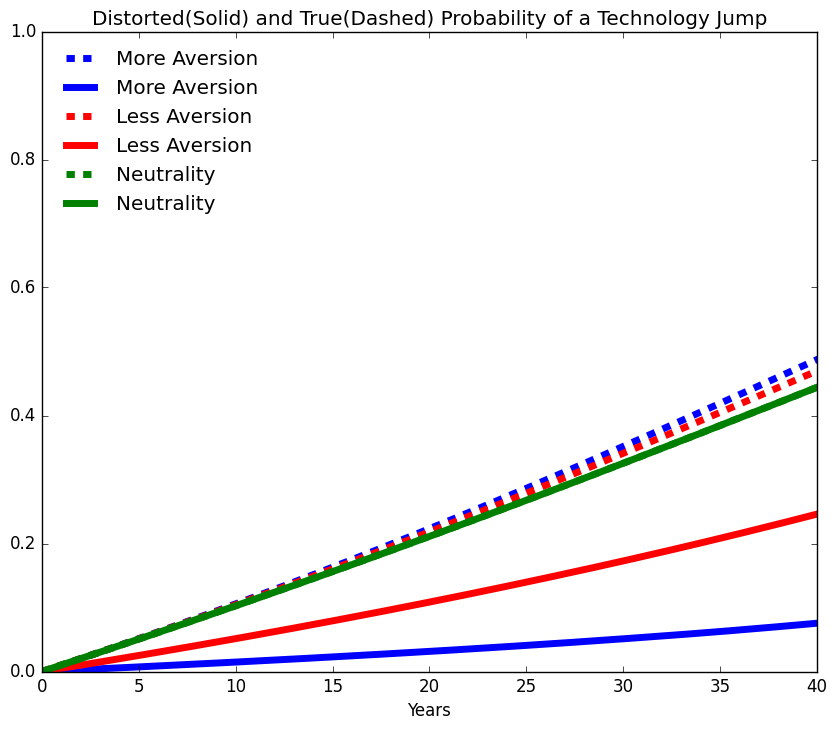 Distorted(Solid) and True(Dashed) Probability of a Technology Jump
1.0
More Aversion
More Aversion
Less Aversion
Less Aversion
Neutrality
Neutrality
0.8
0.6
0.4
0.2
0.0
0 5 10 15 20 25 30 35 40
Years